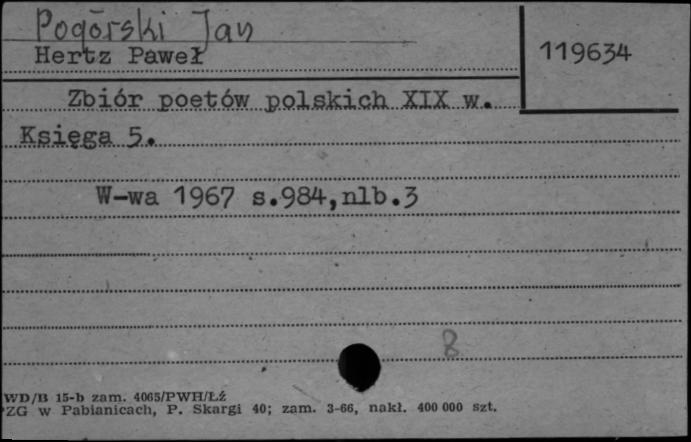 Pogórski Jan
Hertz Paweł
119634
Zbiór poetów polskich XIX w.
Księga 5.
W-wa 1967 s.984,nlb.3
8
WD/B 15-b zam. 4065/PWH/Łź
PZG w Pabianicach, P. Skargi 40; zam. 3-66, nakł. 400 000 szt.